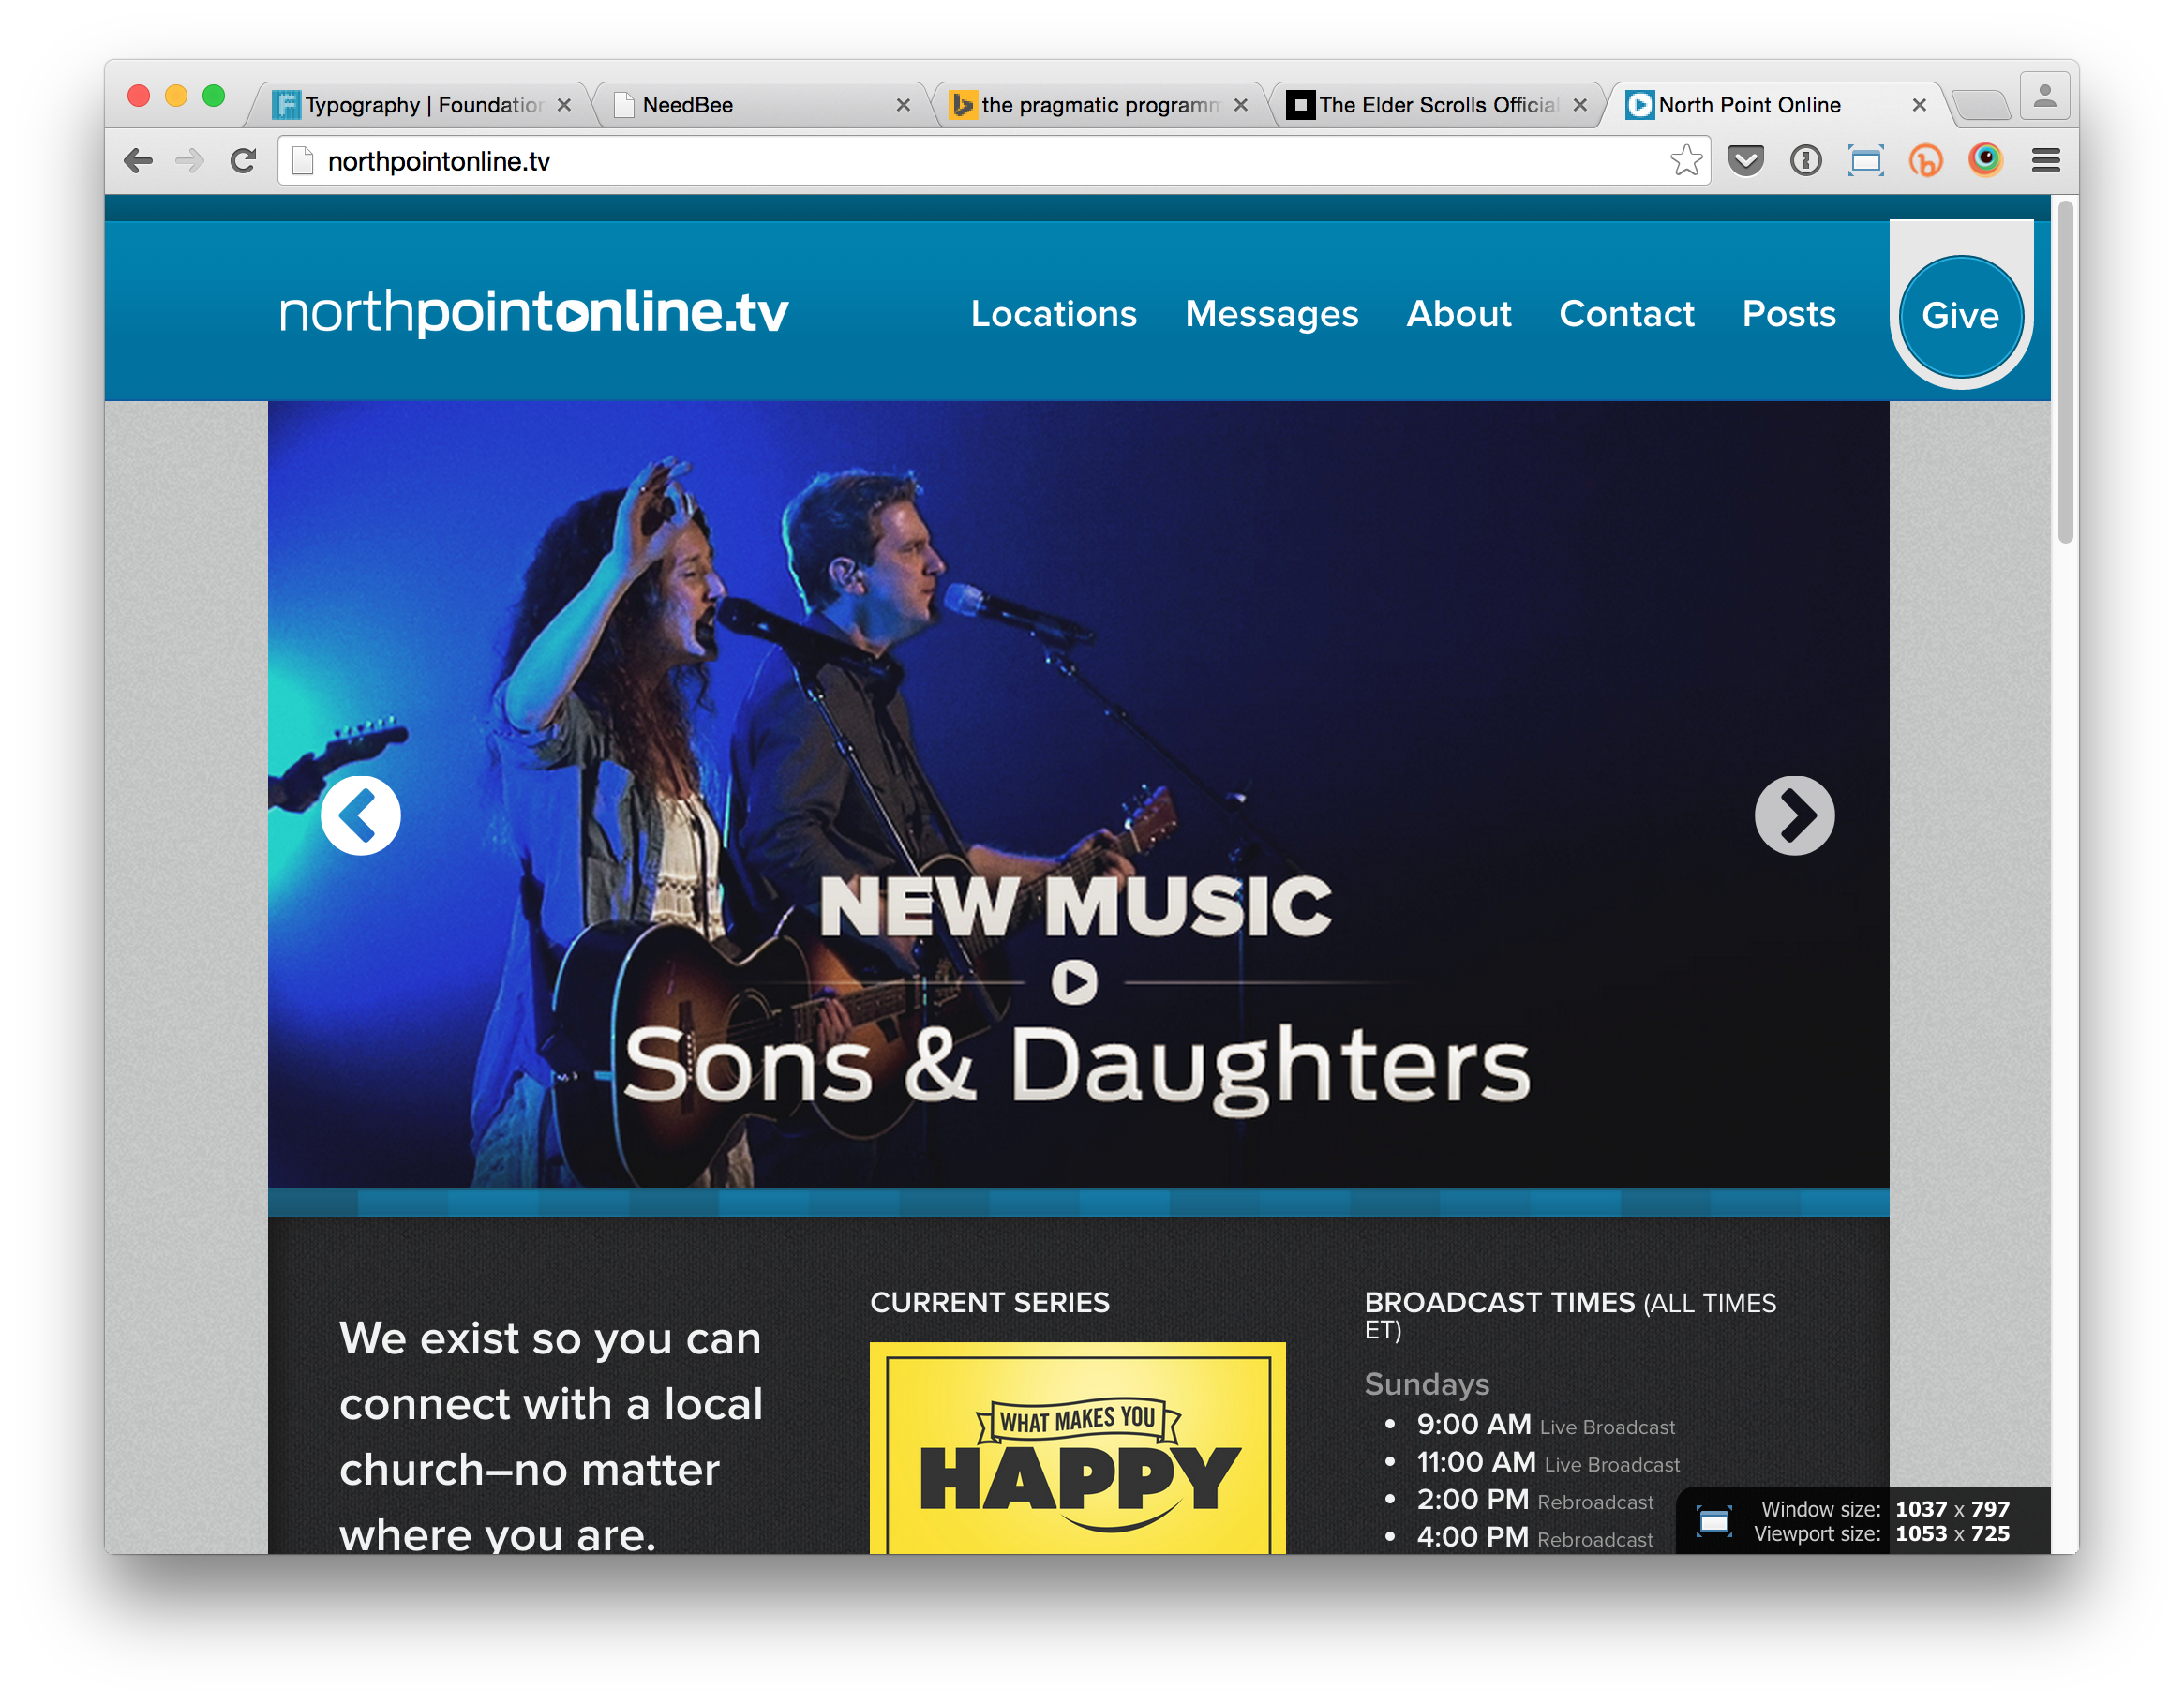 Typography | Foundation
NeedBee
the pragmatic programm
The Elder Scrolls Official
North Point Online
northpointonline.tv
northpointonline.tv
Locations
Messages
About
Contact
Posts
Give
NEW MUSIC
Sons & Daughters
We exist so you can
connect with a local
church–no matter
where you are.
CURRENT SERIES
WHAT MAKES YOU
HAPPY
BROADCAST TIMES (ALL TIMES
ET)
Sundays
• 9:00 AM Live Broadcast
• 11:00 AM Live Broadcast
• 2:00 PM Rebroadcast
• 4:00 PM Rebroadcast
Window size: 1037 x 797
Viewport size: 1053 x 725